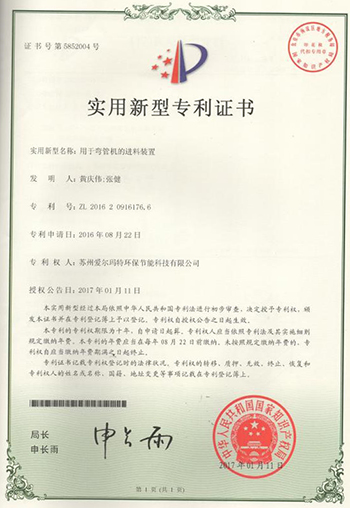 证书号第5852004号
实用新型专利证书
实用新型名称：用于弯管机的进料装置
发 明 人：黄庆伟;张健
专 利 号：ZL 2016 2 0916176.6
专利申请日：2016年08月22日
专 利 权 人：苏州爱尔玛特环保节能科技有限公司
授权公告日：2017年01月11日
本实用新型经过本局依照中华人民共和国专利法进行初步审查，决定授予专利权，颁
发本证书并在专利登记簿上予以登记。专利权自授权公告之日起生效。
本专利的专利权期限为十年，自申请日起算。专利权人应当依照专利法及其实施细则
规定缴纳年费。本专利的年费应当在每年08月22日前缴纳。未按照规定缴纳年费的，专
利权自应当缴纳年费期满之日起终止。
专利证书记载专利权登记时的法律状况。专利权的转移、质押、无效、终止、恢复和
专利权人的姓名或名称、国籍、地址变更等事项记载在专利登记簿上。
局长
申长雨
申长雨
中华人民共和国国家知识产权局
2017年01月11日
第1页(共1页)